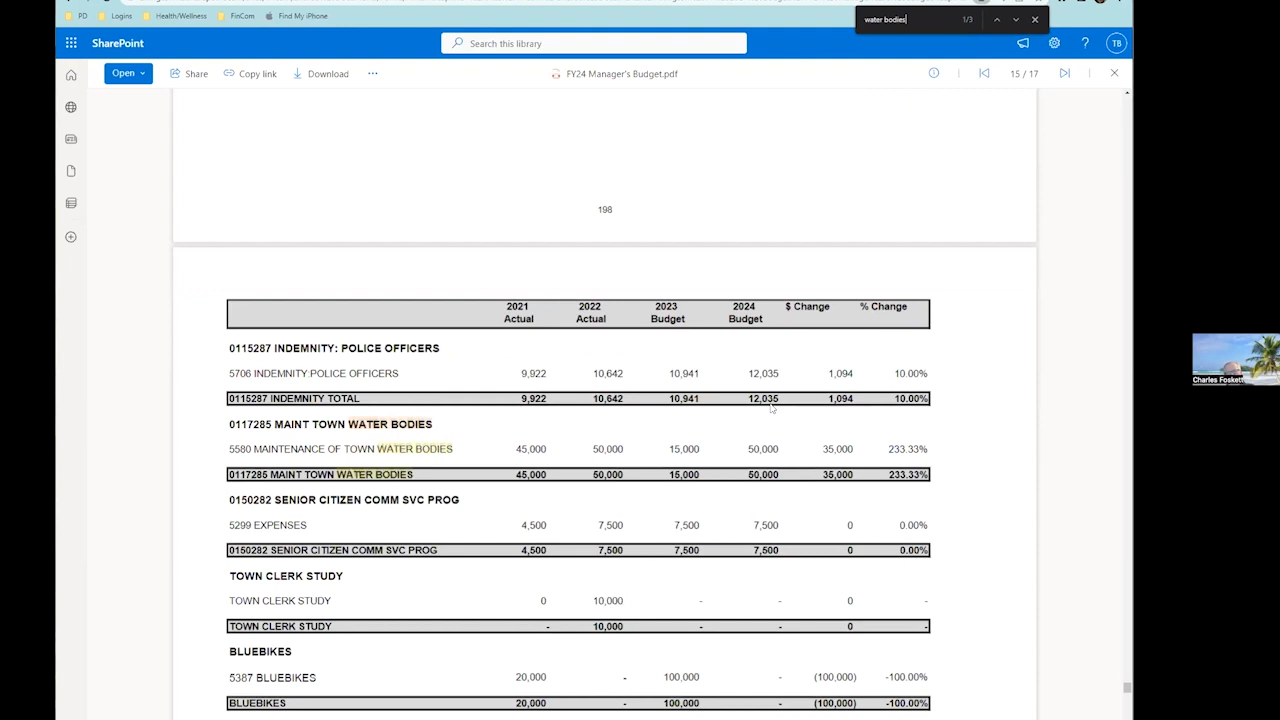 PD Logins Health/Wellness FinCom Find My iPhone
water bodies 1/3
SharePoint Search this library TB
Open Share Copy link Download FY24 Manager's Budget.pdf 15 / 17
198
2021 Actual 2022 Actual 2023 Budget 2024 Budget $ Change % Change
0115287 INDEMNITY: POLICE OFFICERS
5706 INDEMNITY:POLICE OFFICERS 9,922 10,642 10,941 12,035 1,094 10.00%
0115287 INDEMNITY TOTAL 9,922 10,642 10,941 12,035 1,094 10.00%
0117285 MAINT TOWN WATER BODIES
5580 MAINTENANCE OF TOWN WATER BODIES 45,000 50,000 15,000 50,000 35,000 233.33%
0117285 MAINT TOWN WATER BODIES 45,000 50,000 15,000 50,000 35,000 233.33%
0150282 SENIOR CITIZEN COMM SVC PROG
5299 EXPENSES 4,500 7,500 7,500 7,500 0 0.00%
0150282 SENIOR CITIZEN COMM SVC PROG 4,500 7,500 7,500 7,500 0 0.00%
TOWN CLERK STUDY
TOWN CLERK STUDY 0 10,000 - - 0 -
TOWN CLERK STUDY - 10,000 - - 0 -
BLUEBIKES
5387 BLUEBIKES 20,000 - 100,000 - (100,000) -100.00%
BLUEBIKES 20,000 - 100,000 - (100,000) -100.00%
Charles Foskett